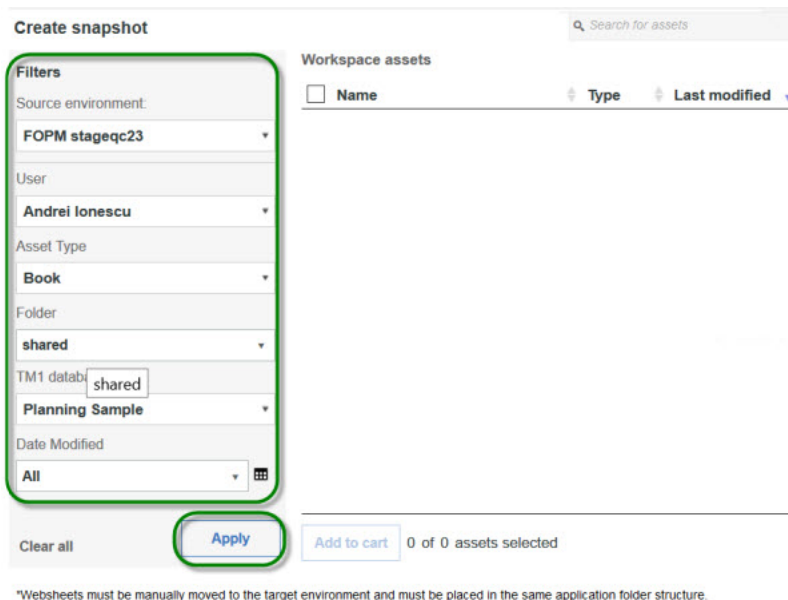 Create snapshot
Search for assets
Filters
Source environment:
FOPM stageqc23
User
Andrei Ionescu
Asset Type
Book
Folder
shared
TM1 databa
shared
Planning Sample
Date Modified
All
Clear all
Apply
Workspace assets
Name Type Last modified
Add to cart 0 of 0 assets selected
*Websheets must be manually moved to the target environment and must be placed in the same application folder structure.